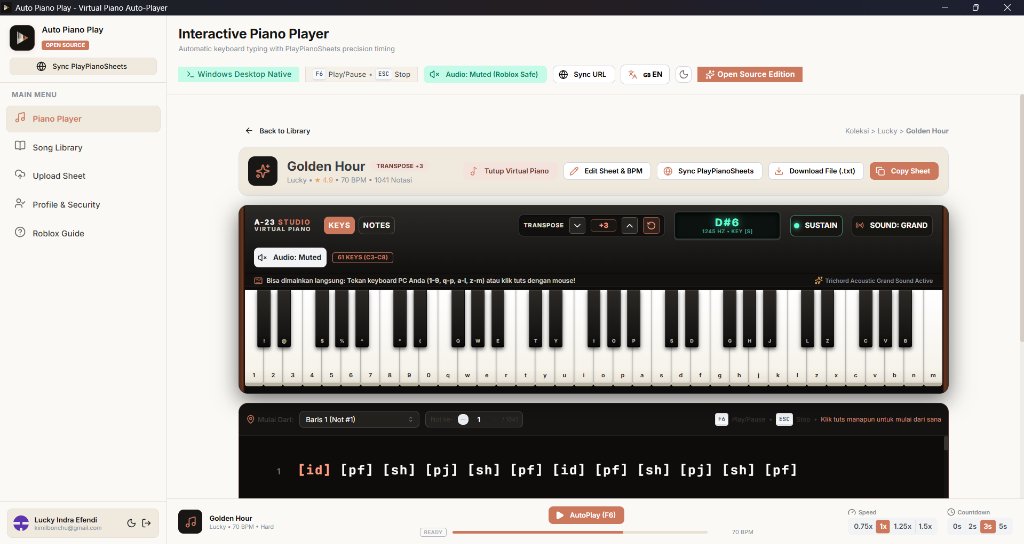 Auto Piano Play - Virtual Piano Auto-Player
Auto Piano Play
OPEN SOURCE
Sync PlayPianoSheets
MAIN MENU
Piano Player
Song Library
Upload Sheet
Profile & Security
Roblox Guide
Lucky Indra Efendi
Interactive Piano Player
Automatic keyboard typing with PlayPianoSheets precision timing
Windows Desktop Native
F6 Play/Pause • ESC Stop
Audio: Muted (Roblox Safe)
Sync URL
GB EN
Open Source Edition
Back to Library
Koleksi > Lucky > Golden Hour
Golden Hour TRANSPOSE +3
Lucky • ★ 4.9 • 70 BPM • 1041 Notasi
Tutup Virtual Piano
Edit Sheet & BPM
Sync PlayPianoSheets
Download File (.txt)
Copy Sheet
A-23 STUDIO
VIRTUAL PIANO
KEYS NOTES
TRANSPOSE +3
D#6
1245 HZ • KEY [S]
SUSTAIN
SOUND: GRAND
Audio: Muted
61 KEYS (C3-C8)
Bisa dimainkan langsung: Tekan keyboard PC Anda (1-9, q-p, a-l, z-m) atau klik tuts dengan mouse!
Trichord Acoustic Grand Sound Active
! @ $ % ^ * ( Q W E T Y I O P S D G H J L Z C V B
1 2 3 4 5 6 7 8 9 0 q w e r t y u i o p a s d f g h j k l z x c v b n m
Mulai Dari:
Baris 1 (Not #1)
1
F6 Play/Pause • ESC Stop • Klik tuts manapun untuk mulai dari sana
1 [id] [pf] [sh] [pj] [sh] [pf] [id] [pf] [sh] [pj] [sh] [pf]
Golden Hour
Lucky • 70 BPM • Hard
AutoPlay (F6)
READY
70 BPM
Speed
0.75x 1x 1.25x 1.5x
Countdown
0s 2s 3s 5s